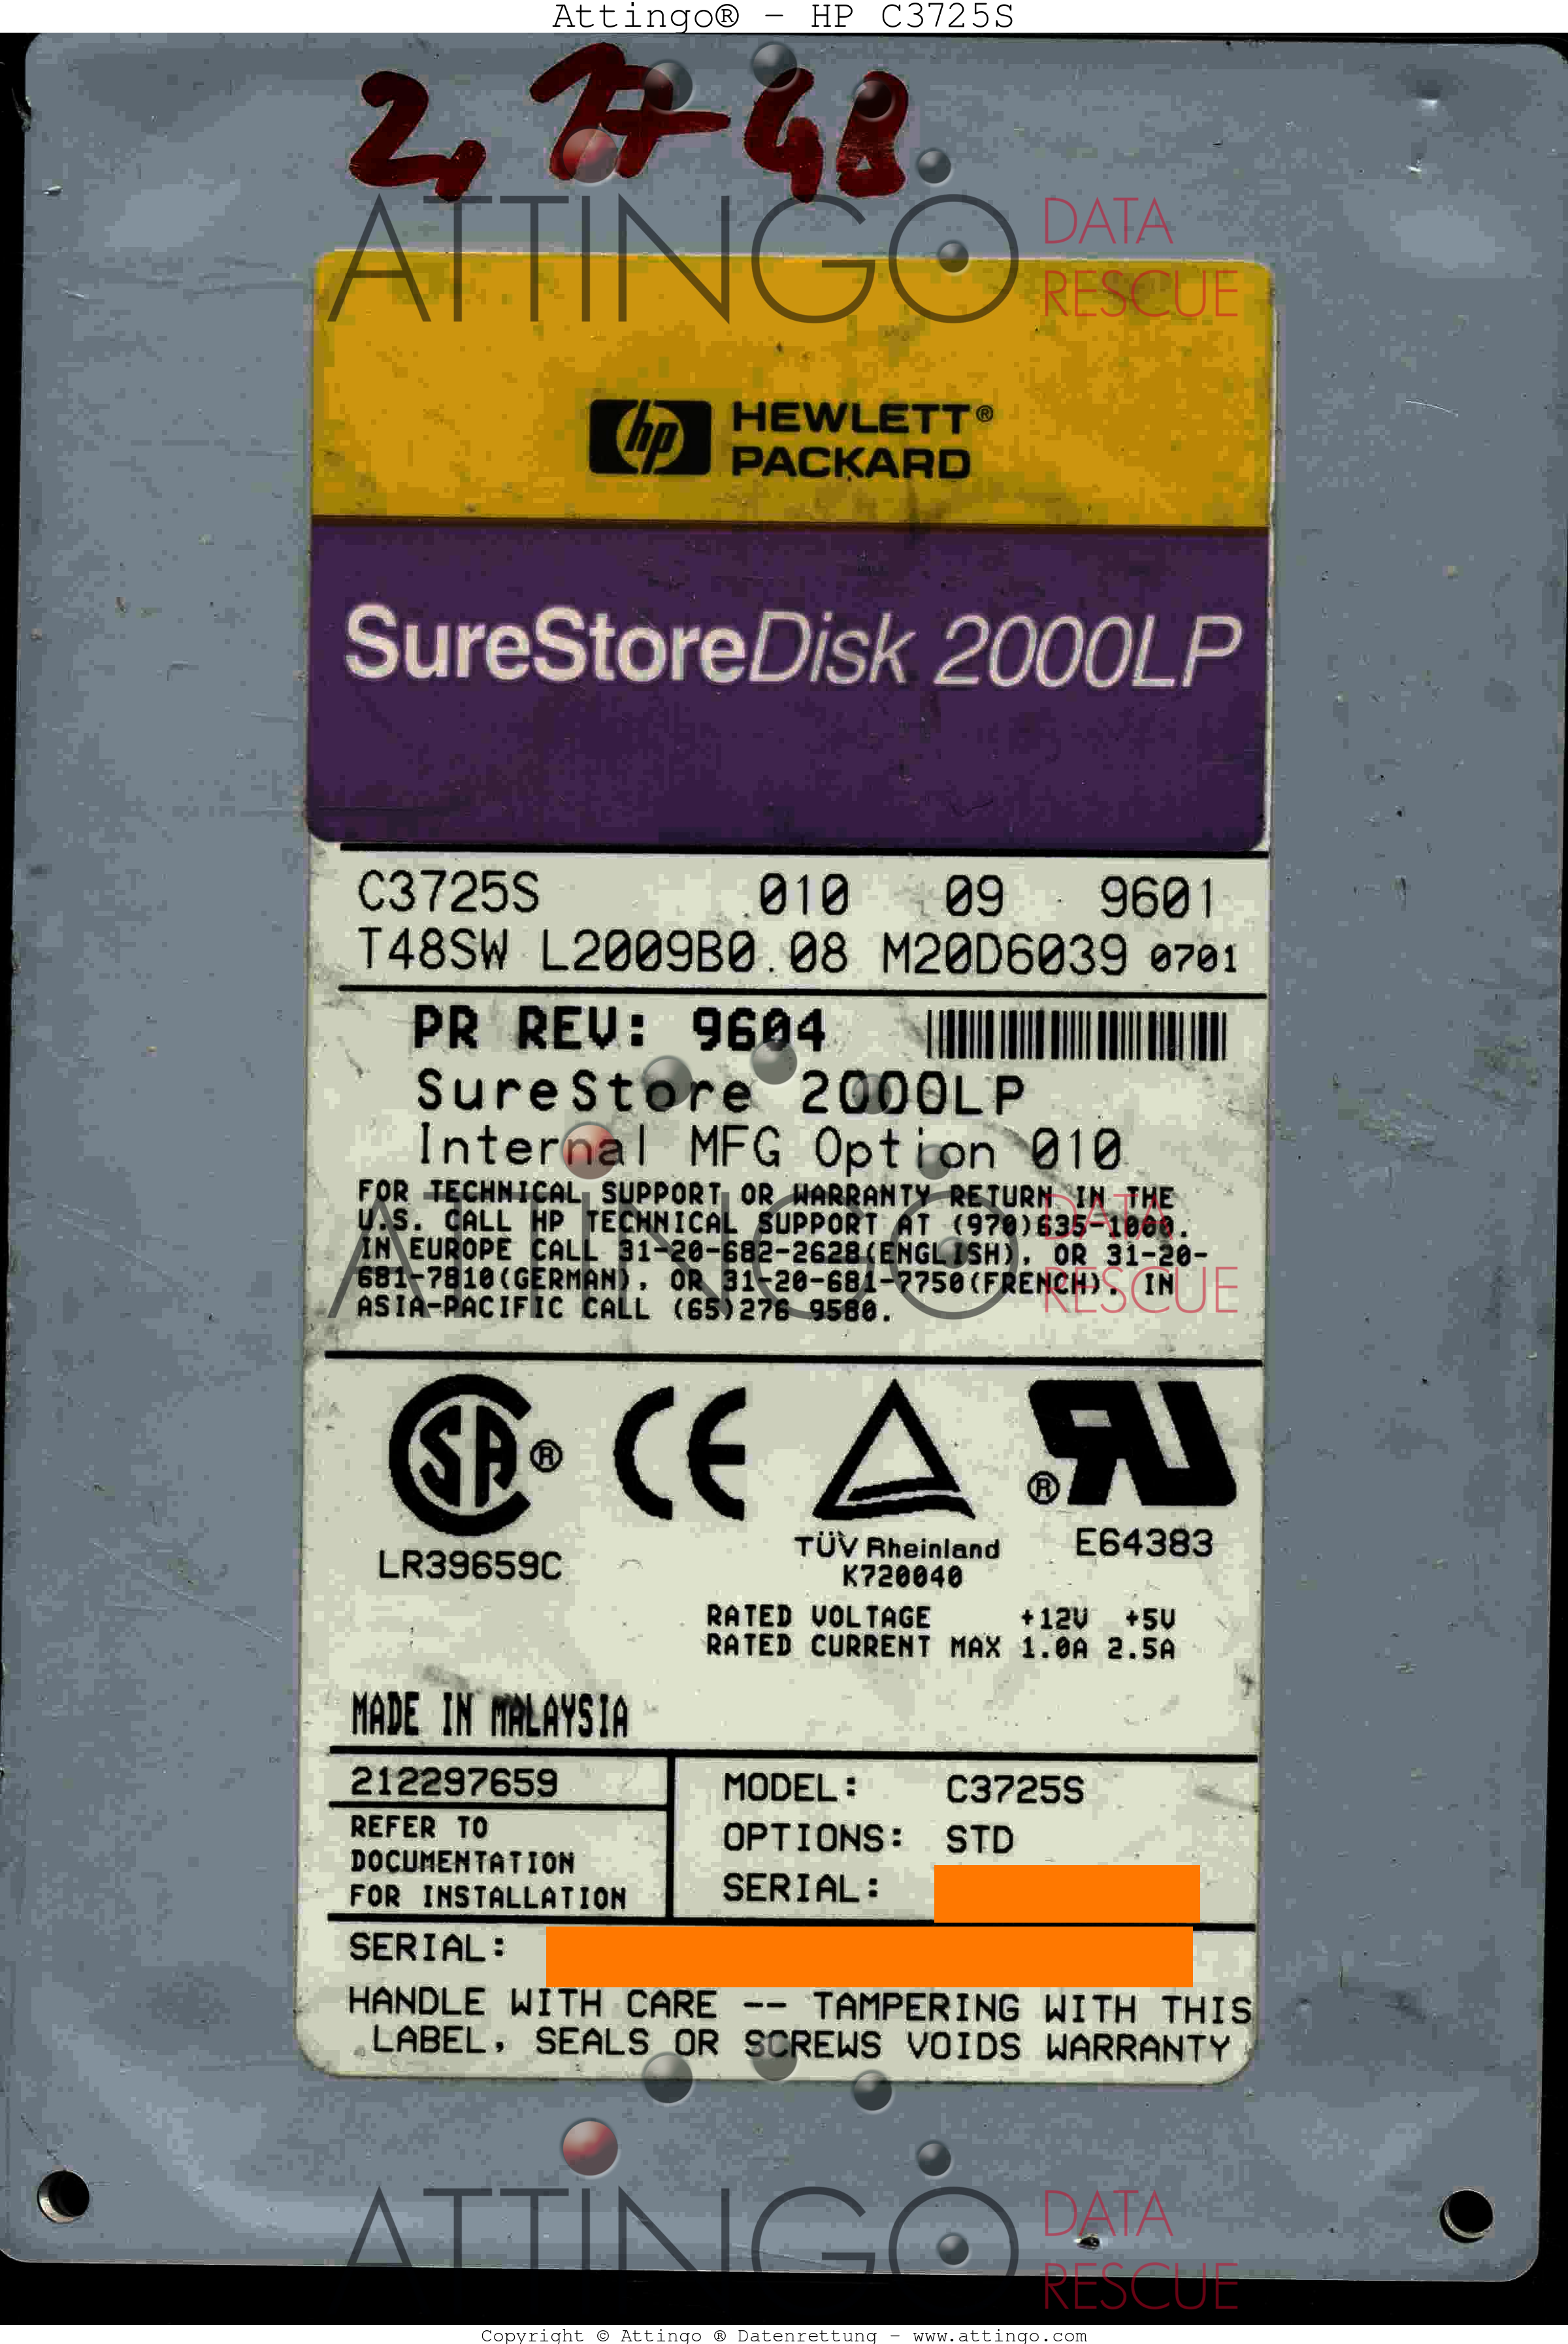 Attingo® - HP C3725S
ATTINGO DATA RESCUE
hp HEWLETT® PACKARD
SureStoreDisk 2000LP
C3725S 010 09 9601
T48SW L2009B0.08 M20D6039 0701
PR REV: 9604
SureStore 2000LP
Internal MFG Option 010
FOR TECHNICAL SUPPORT OR WARRANTY RETURN IN THE
U.S. CALL HP TECHNICAL SUPPORT AT (970)635-1000.
IN EUROPE CALL 31-20-682-2628(ENGLISH), OR 31-20-
681-7810(GERMAN), OR 31-20-681-7750(FRENCH). IN
ASIA-PACIFIC CALL (65)276 9580.
ATTINGO DATA RESCUE
SA ® CE ®
LR39659C TÜV Rheinland E64383
K720040
RATED VOLTAGE +12V +5V
RATED CURRENT MAX 1.0A 2.5A
MADE IN MALAYSIA
212297659
REFER TO
DOCUMENTATION
FOR INSTALLATION
MODEL: C3725S
OPTIONS: STD
SERIAL:
SERIAL:
HANDLE WITH CARE -- TAMPERING WITH THIS
LABEL, SEALS OR SCREWS VOIDS WARRANTY
ATTINGO DATA RESCUE
Copyright © Attingo ® Datenrettung - www.attingo.com